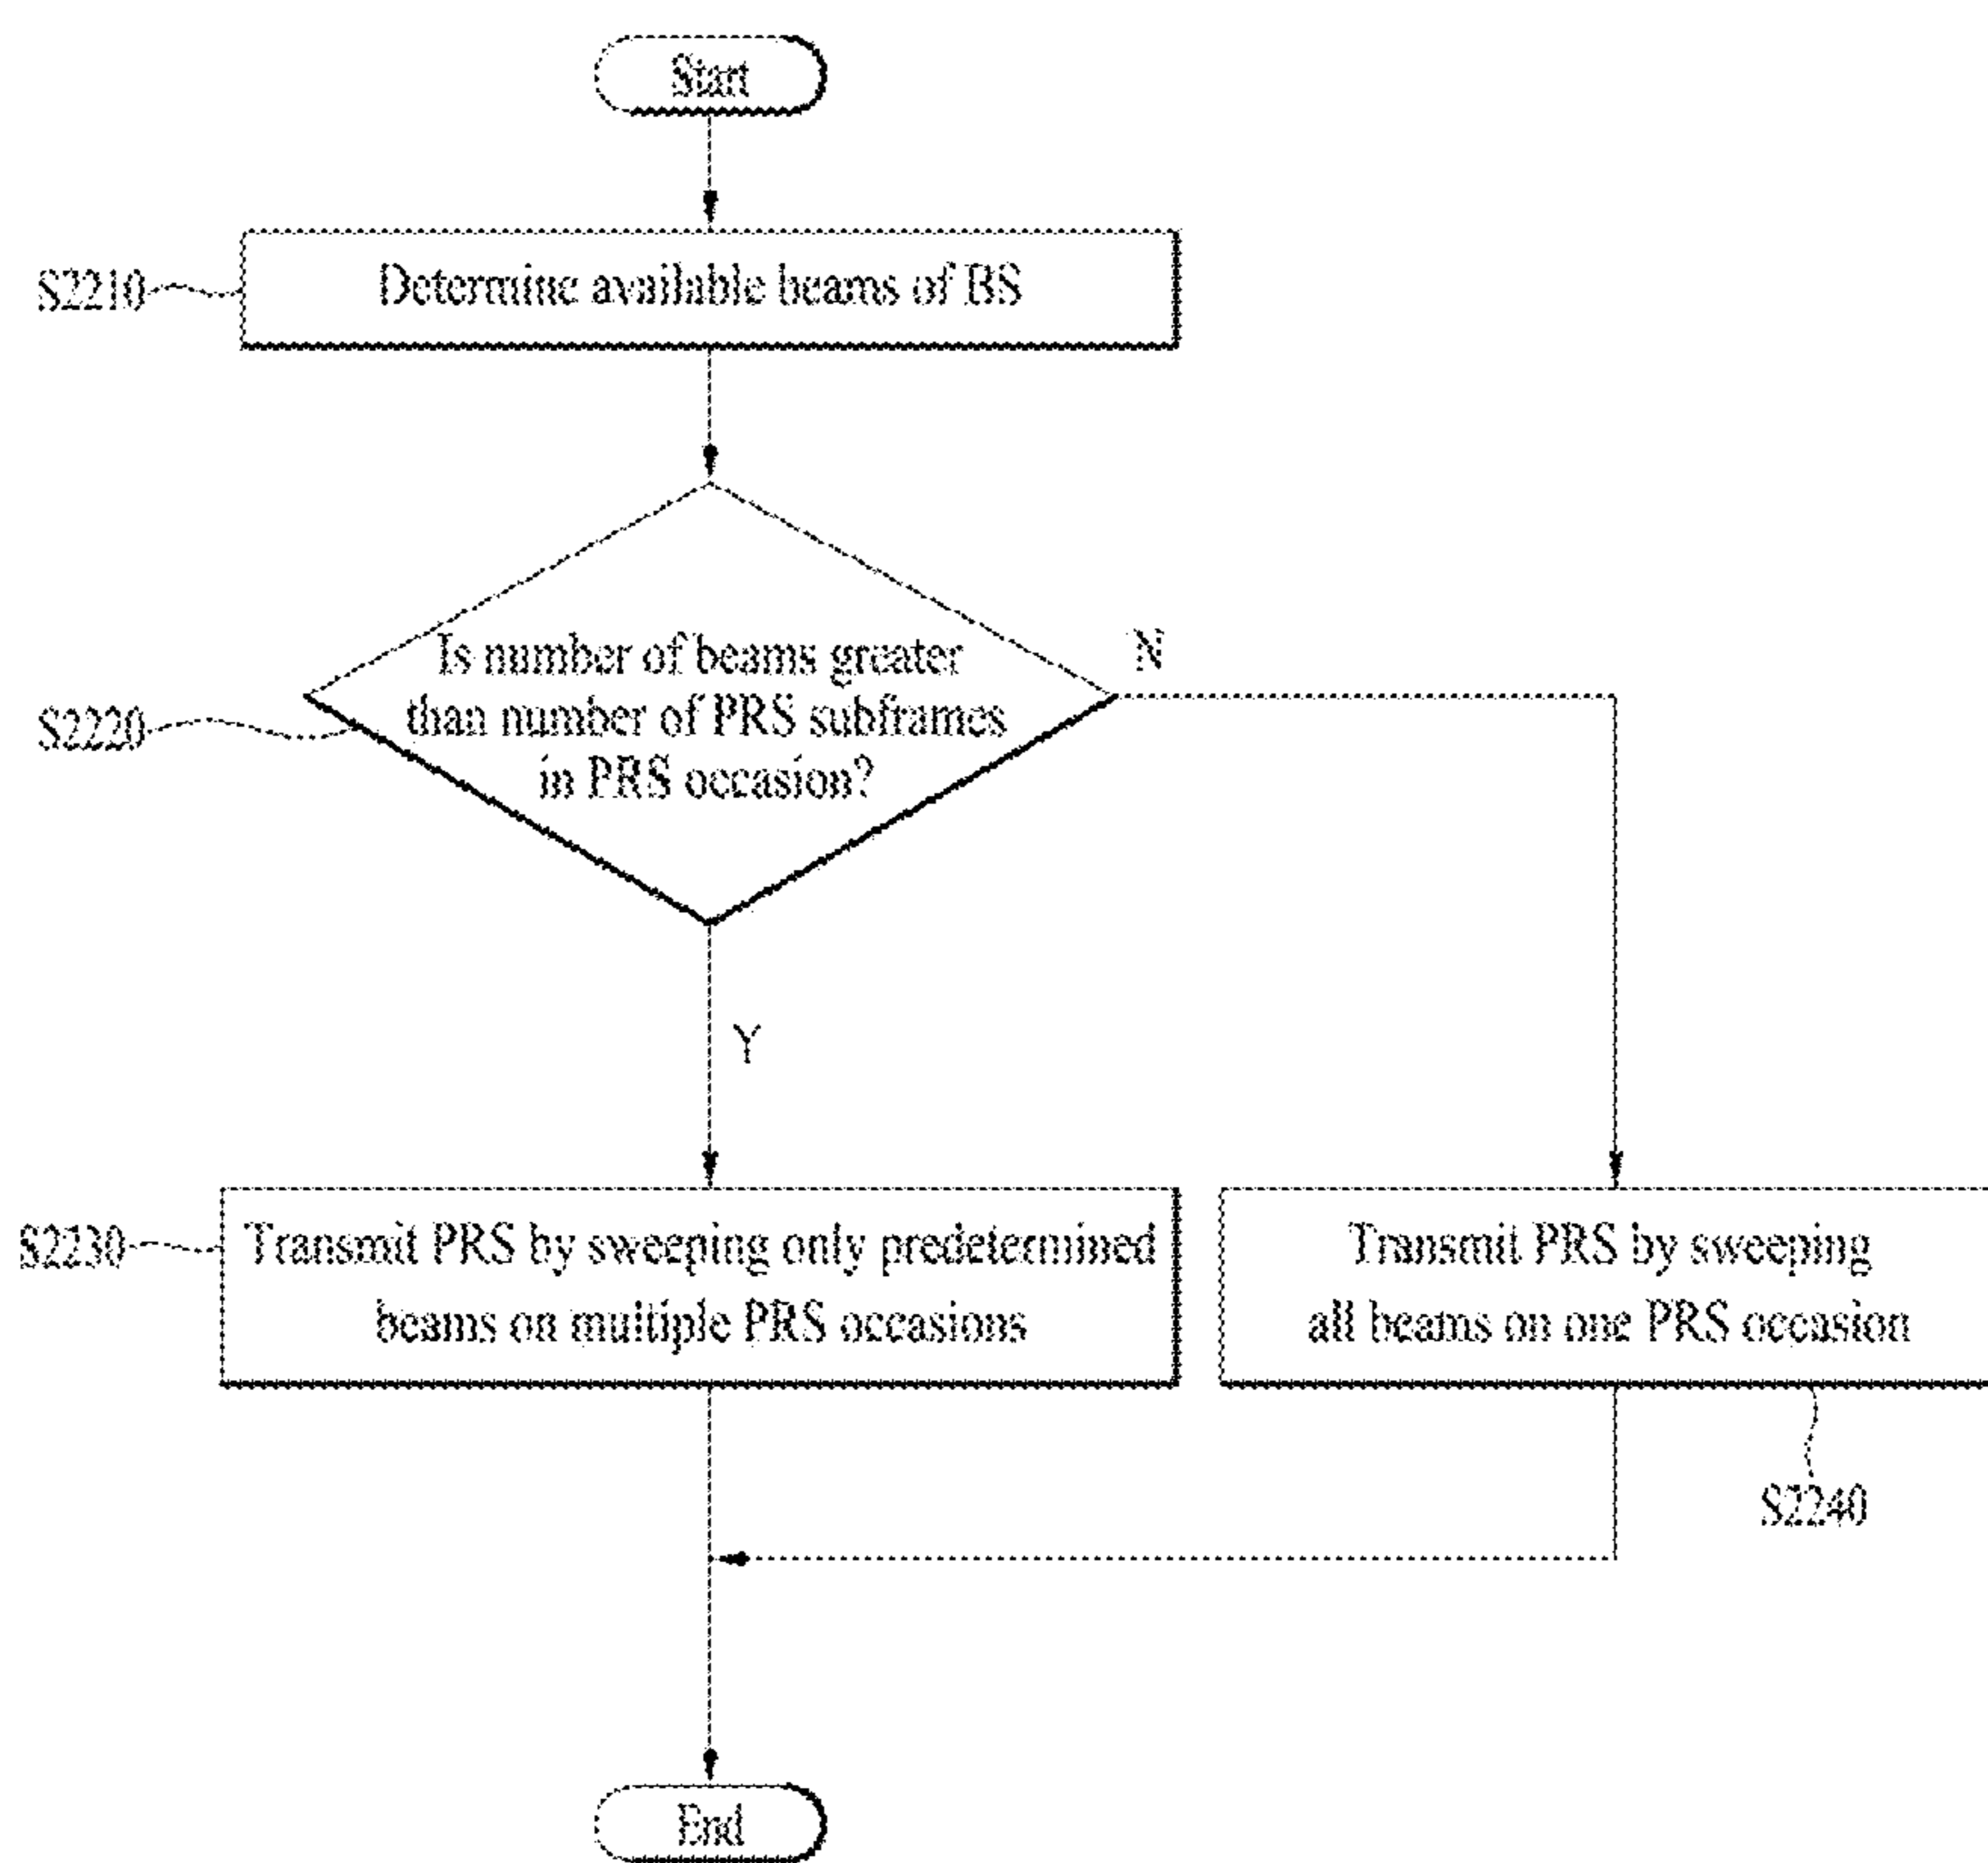 Start
S2210
Determine available beams of BS
S2220
Is number of beams greater
than number of PRS subframes
in PRS occasion?
N
Y
S2230
Transmit PRS by sweeping only predetermined
beams on multiple PRS occasions
Transmit PRS by sweeping
all beams on one PRS occasion
S2240
End